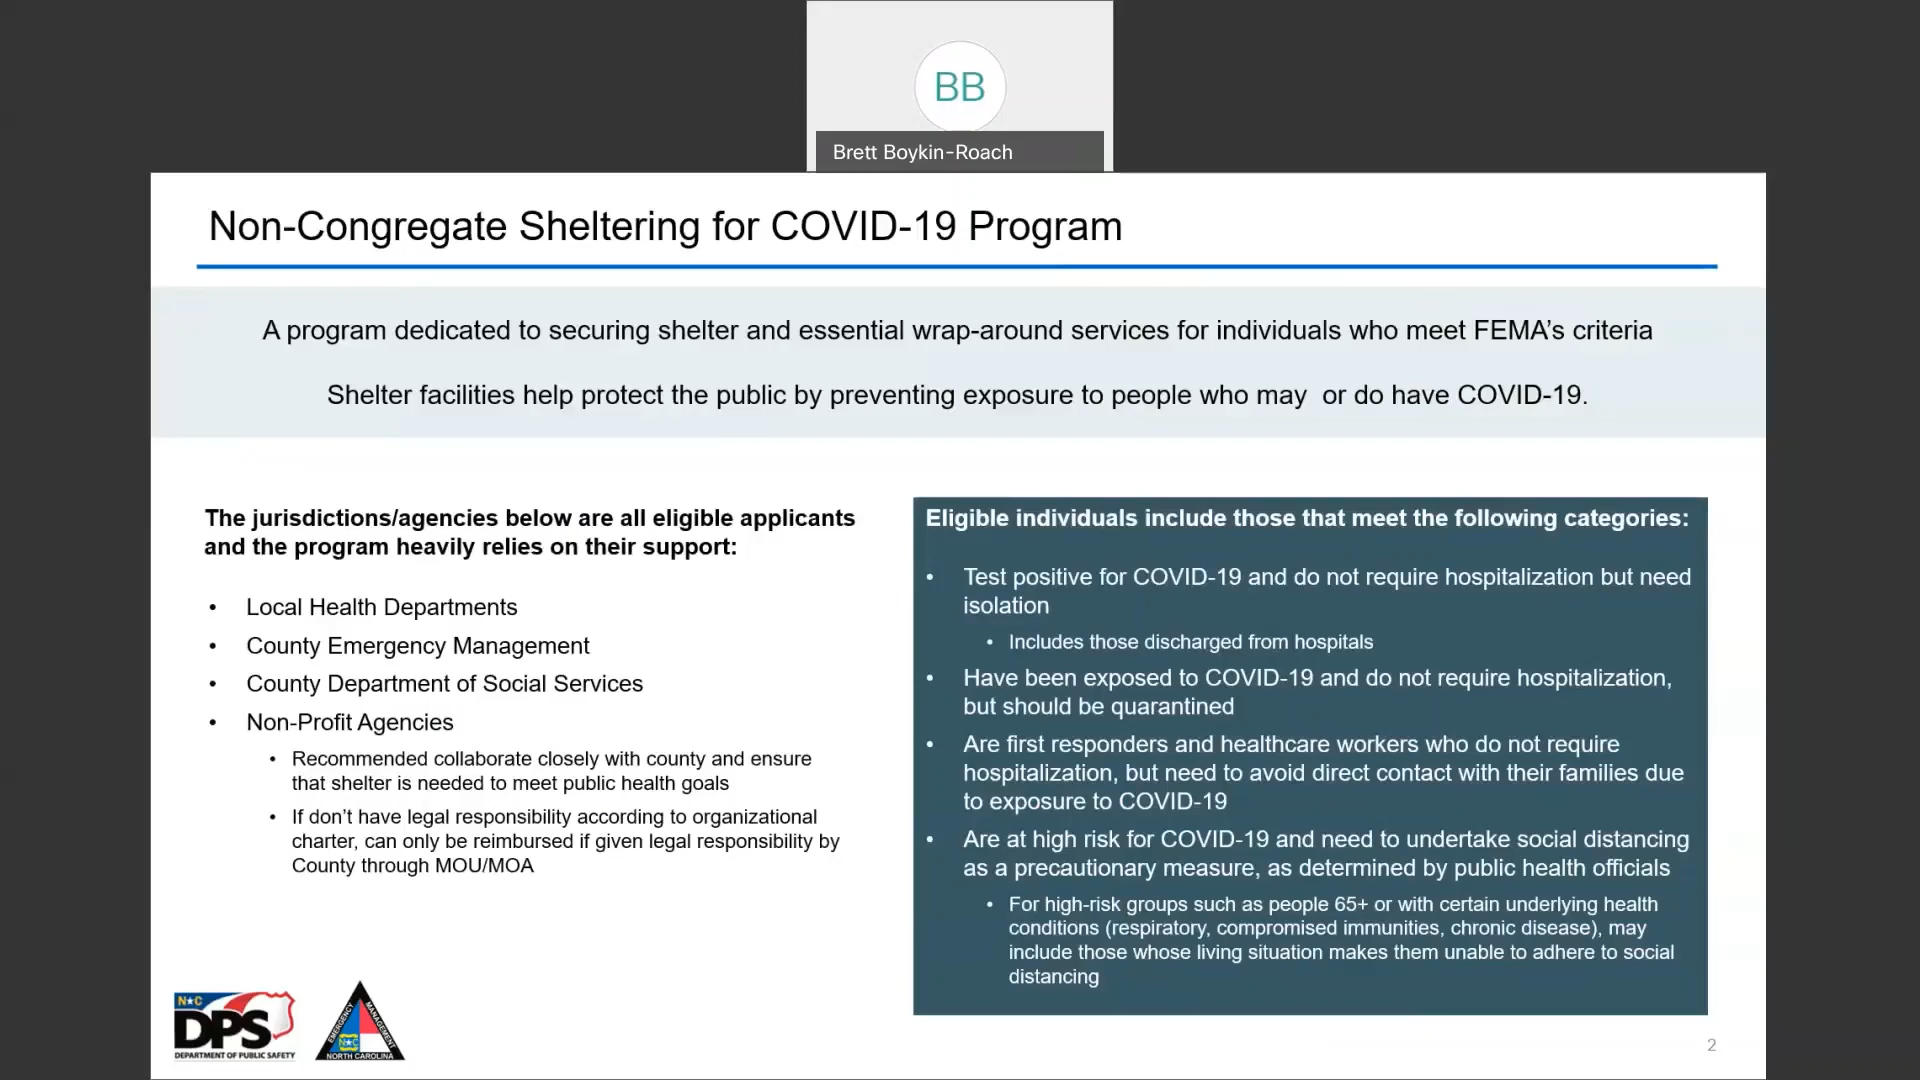 BB
Brett Boykin-Roach
Non-Congregate Sheltering for COVID-19 Program
A program dedicated to securing shelter and essential wrap-around services for individuals who meet FEMA’s criteria
Shelter facilities help protect the public by preventing exposure to people who may  or do have COVID-19.
The jurisdictions/agencies below are all eligible applicants
and the program heavily relies on their support:
• Local Health Departments
• County Emergency Management
• County Department of Social Services
• Non-Profit Agencies
• Recommended collaborate closely with county and ensure
that shelter is needed to meet public health goals
• If don’t have legal responsibility according to organizational
charter, can only be reimbursed if given legal responsibility by
County through MOU/MOA
Eligible individuals include those that meet the following categories:
• Test positive for COVID-19 and do not require hospitalization but need
isolation
• Includes those discharged from hospitals
• Have been exposed to COVID-19 and do not require hospitalization,
but should be quarantined
• Are first responders and healthcare workers who do not require
hospitalization, but need to avoid direct contact with their families due
to exposure to COVID-19
• Are at high risk for COVID-19 and need to undertake social distancing
as a precautionary measure, as determined by public health officials
• For high-risk groups such as people 65+ or with certain underlying health
conditions (respiratory, compromised immunities, chronic disease), may
include those whose living situation makes them unable to adhere to social
distancing
N★C
DPS
DEPARTMENT OF PUBLIC SAFETY
EMERGENCY
MANAGEMENT
N★C
NORTH CAROLINA
2